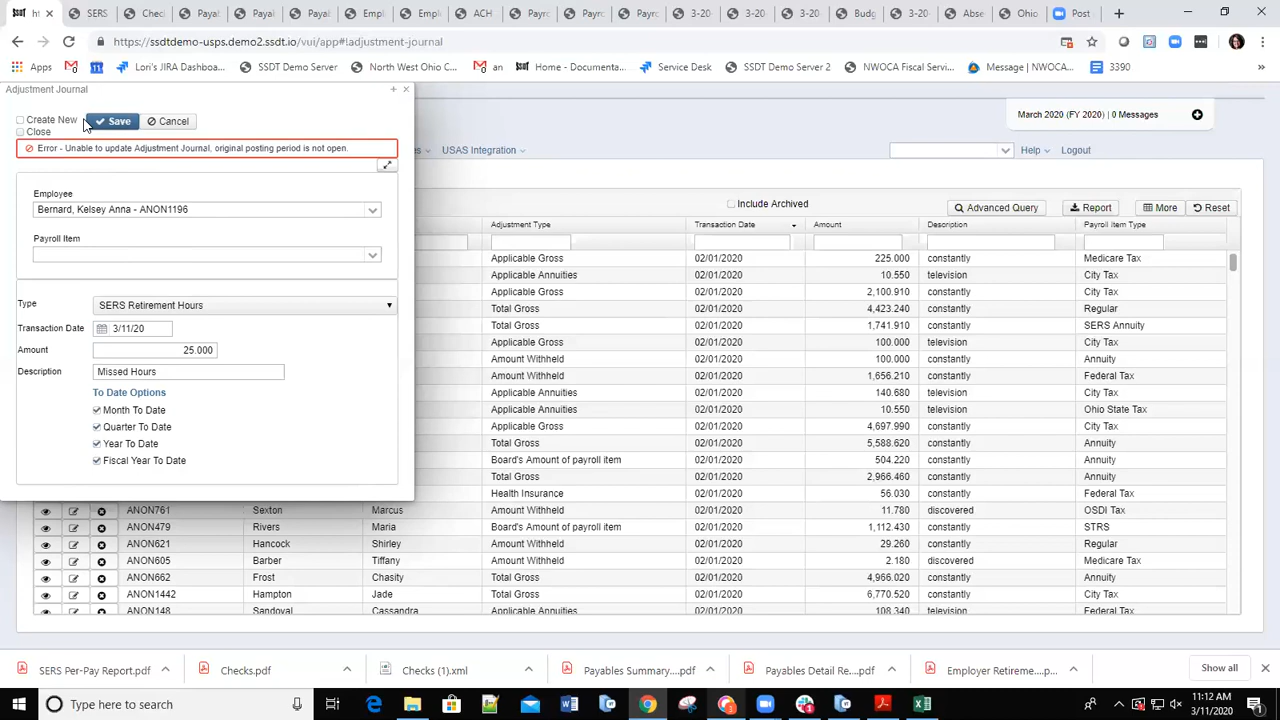 ht SERS Checi Payal Payal Payal Empl Empl ACH Payro Payro Payro 3-20 3-20 3-20 Budg 3-20 Abse Ohio Post
https://ssdtdemo-usps.demo2.ssdt.io/vui/app#!adjustment-journal
Apps Lori's JIRA Dashboa... SSDT Demo Server North West Ohio C... an Home - Documenta... Service Desk SSDT Demo Server 2 NWOCA Fiscal Servic... Message | NWOCA... 3390
Adjustment Journal
Create New Save Cancel
Close
March 2020 (FY 2020) | 0 Messages
Error - Unable to update Adjustment Journal, original posting period is not open.
USAS Integration Help Logout
Employee
Bernard, Kelsey Anna - ANON1196
Payroll Item
Include Archived Advanced Query Report More Reset
Adjustment Type Transaction Date Amount Description Payroll Item Type
Applicable Gross 02/01/2020 225.000 constantly Medicare Tax
Applicable Annuities 02/01/2020 10.550 television City Tax
Applicable Gross 02/01/2020 2,100.910 constantly City Tax
Total Gross 02/01/2020 4,423.240 constantly Regular
Total Gross 02/01/2020 1,741.910 constantly SERS Annuity
Applicable Gross 02/01/2020 100.000 television City Tax
Amount Withheld 02/01/2020 100.000 constantly Annuity
Amount Withheld 02/01/2020 1,656.210 constantly Federal Tax
Applicable Annuities 02/01/2020 140.680 television City Tax
Applicable Annuities 02/01/2020 10.550 television Ohio State Tax
Applicable Gross 02/01/2020 4,697.990 constantly City Tax
Total Gross 02/01/2020 5,588.620 constantly Annuity
Board's Amount of payroll item 02/01/2020 504.220 constantly Annuity
Total Gross 02/01/2020 2,966.460 constantly Annuity
Health Insurance 02/01/2020 56.030 constantly Federal Tax
Type SERS Retirement Hours
Transaction Date 3/11/20
Amount 25.000
Description Missed Hours
To Date Options
Month To Date
Quarter To Date
Year To Date
Fiscal Year To Date
ANON761 Sexton Marcus Amount Withheld 02/01/2020 11.780 discovered OSDI Tax
ANON479 Rivers Maria Board's Amount of payroll item 02/01/2020 1,112.430 constantly STRS
ANON621 Hancock Shirley Amount Withheld 02/01/2020 29.260 constantly Regular
ANON605 Barber Tiffany Amount Withheld 02/01/2020 2.180 discovered Medicare Tax
ANON662 Frost Chasity Total Gross 02/01/2020 4,966.020 constantly Annuity
ANON1442 Hampton Jade Total Gross 02/01/2020 6,770.520 constantly Annuity
ANON148 Sandoval Cassandra Applicable Annuities 02/01/2020 108.340 television Federal Tax
SERS Per-Pay Report.pdf Checks.pdf Checks (1).xml Payables Summary....pdf Payables Detail Re....pdf Employer Retireme....pdf Show all
Type here to search
11:12 AM
3/11/2020